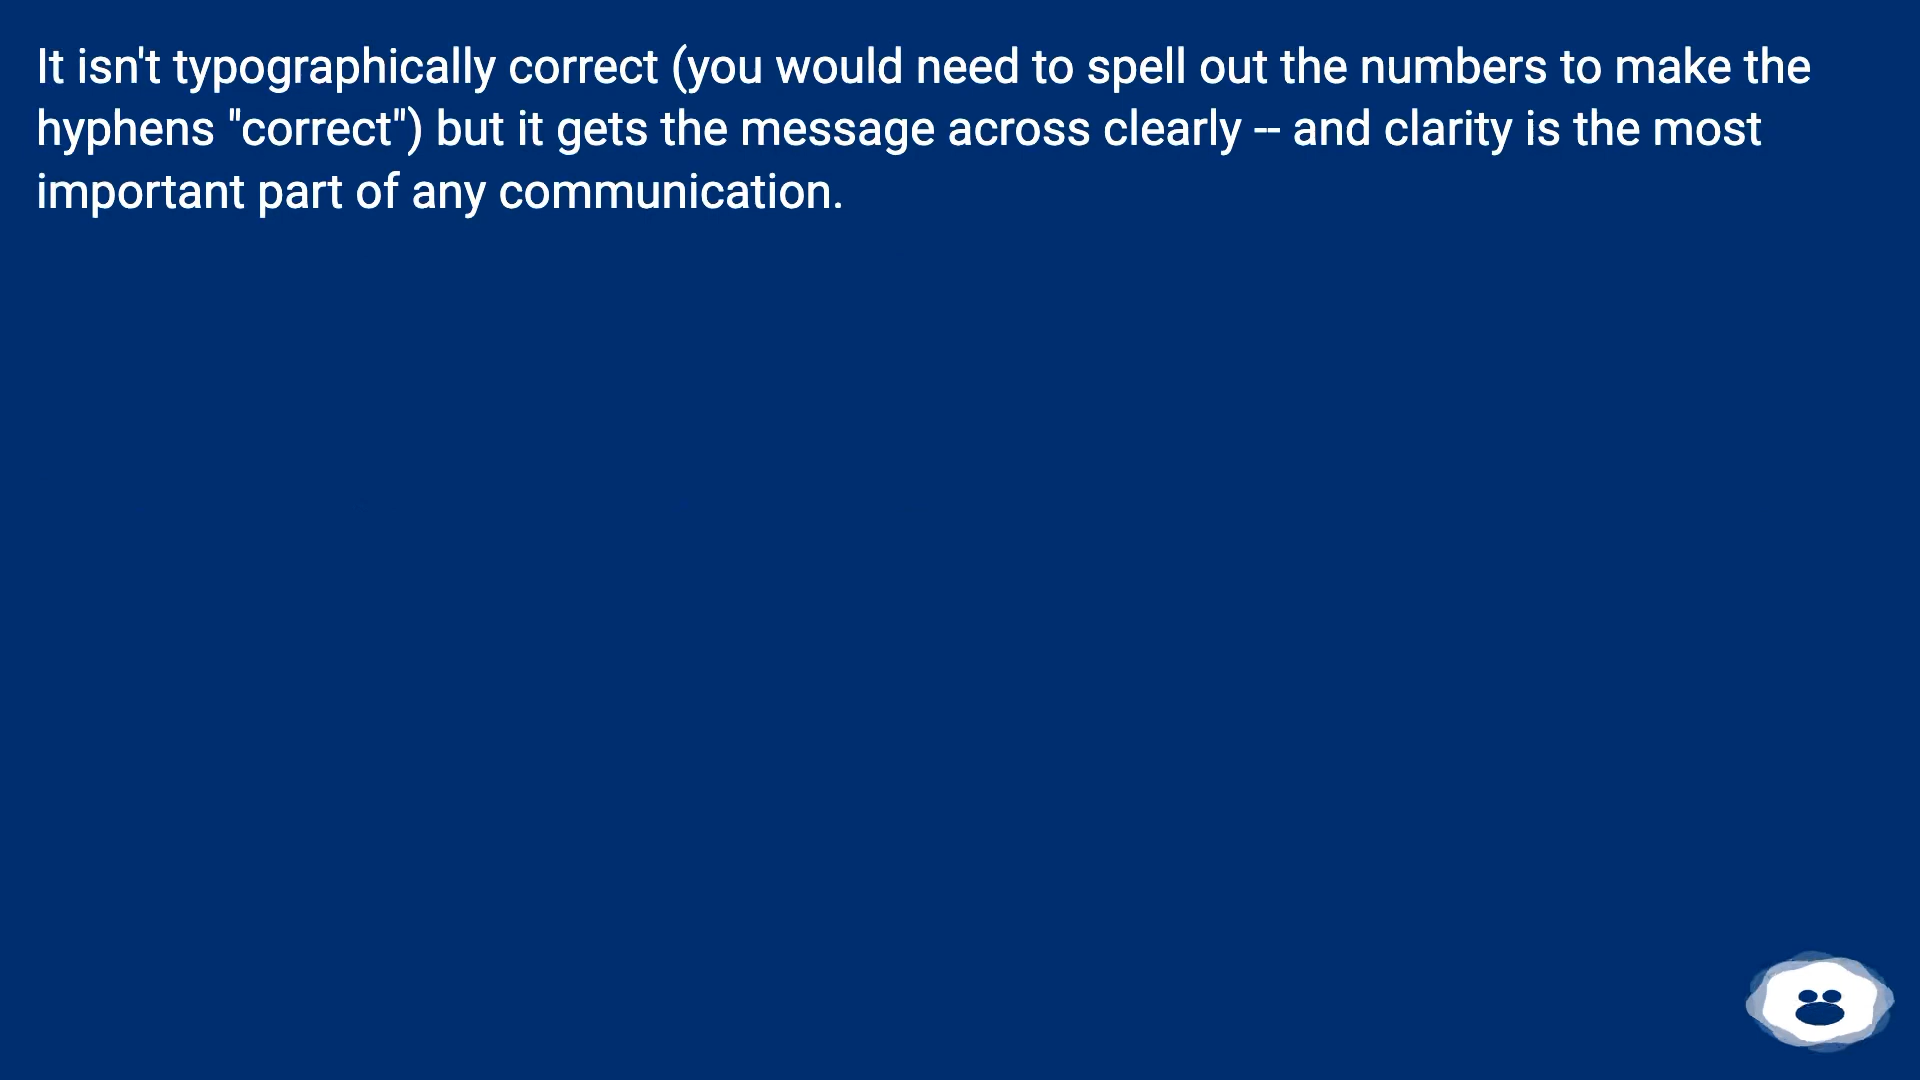 It isn't typographically correct (you would need to spell out the numbers to make the
hyphens "correct") but it gets the message across clearly -- and clarity is the most
important part of any communication.